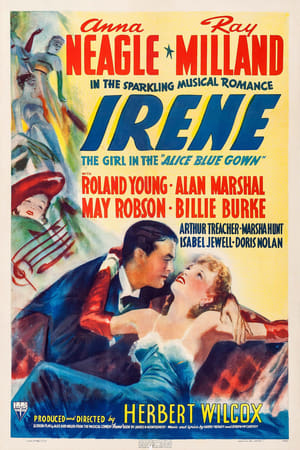 Anna Ray
NEAGLE ★ MILLAND
IN THE SPARKLING MUSICAL ROMANCE
IRENE
THE GIRL IN THE "ALICE BLUE GOWN"
WITH
ROLAND YOUNG · ALAN MARSHAL
MAY ROBSON · BILLIE BURKE
ARTHUR TREACHER · MARSHA HUNT
ISABEL JEWELL · DORIS NOLAN
PRODUCED and DIRECTED by HERBERT WILCOX